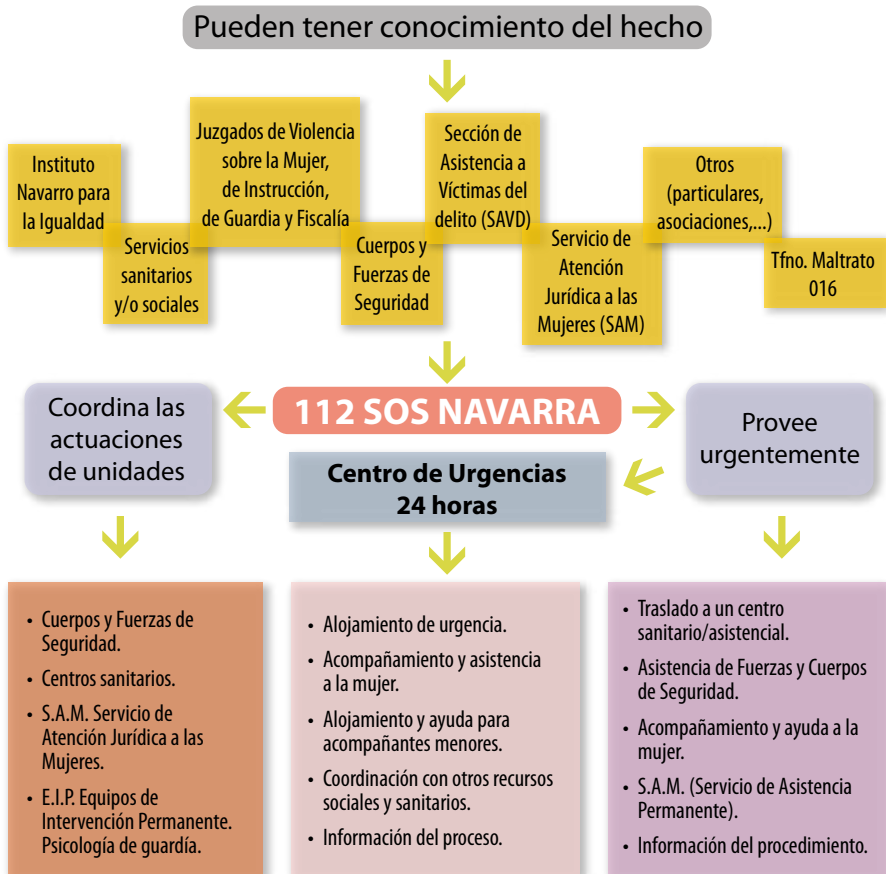 Pueden tener conocimiento del hecho
Instituto
Navarro para
la Igualdad
Servicios
sanitarios
y/o sociales
Juzgados de Violencia
sobre la Mujer,
de Instrucción,
de Guardia y Fiscalía
Cuerpos y
Fuerzas de
Seguridad
Sección de
Asistencia a
Víctimas del
delito (SAVD)
Servicio de
Atención
Jurídica a las
Mujeres (SAM)
Otros
(particulares,
asociaciones,...)
Tfno. Maltrato
016
Coordina las
actuaciones
de unidades
112 SOS NAVARRA
Provee
urgentemente
Centro de Urgencias
24 horas
• Cuerpos y Fuerzas de
Seguridad.
• Centros sanitarios.
• S.A.M. Servicio de
Atención Jurídica a las
Mujeres.
• E.I.P. Equipos de
Intervención Permanente.
Psicología de guardía.
• Alojamiento de urgencia.
• Acompañamiento y asistencia
a la mujer.
• Alojamiento y ayuda para
acompañantes menores.
• Coordinación con otros recursos
sociales y sanitarios.
• Información del proceso.
• Traslado a un centro
sanitario/asistencial.
• Asistencia de Fuerzas y Cuerpos
de Seguridad.
• Acompañamiento y ayuda a la
mujer.
• S.A.M. (Servicio de Asistencia
Permanente).
• Información del procedimiento.